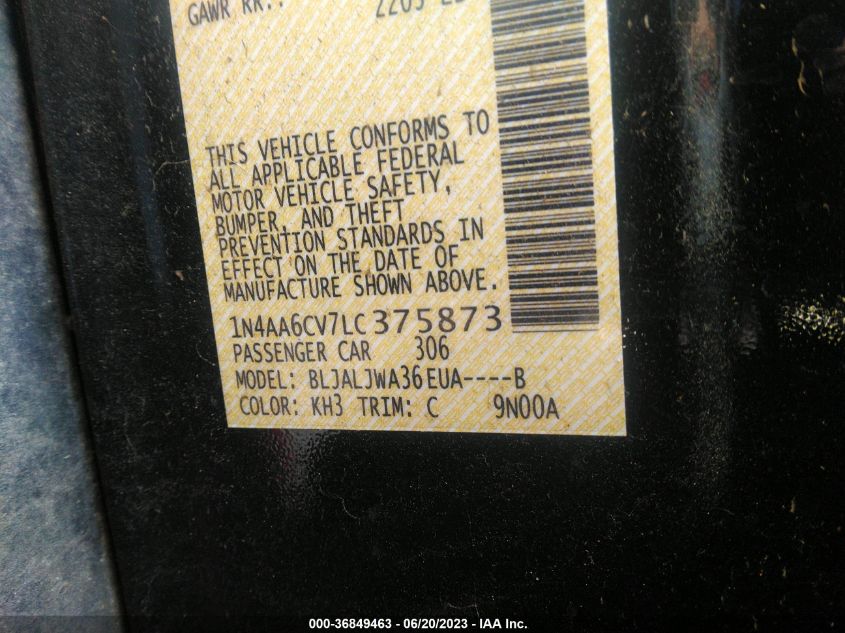 GAWR RR.:
THIS VEHICLE CONFORMS TO
ALL APPLICABLE FEDERAL
MOTOR VEHICLE SAFETY,
BUMPER, AND THEFT
PREVENTION STANDARDS IN
EFFECT ON THE DATE OF
MANUFACTURE SHOWN ABOVE.
1N4AA6CV7LC375873
PASSENGER CAR 306
MODEL: BLJALJWA36EUA----B
COLOR: KH3 TRIM: C 9N00A
000-36849463 - 06/20/2023 - IAA Inc.